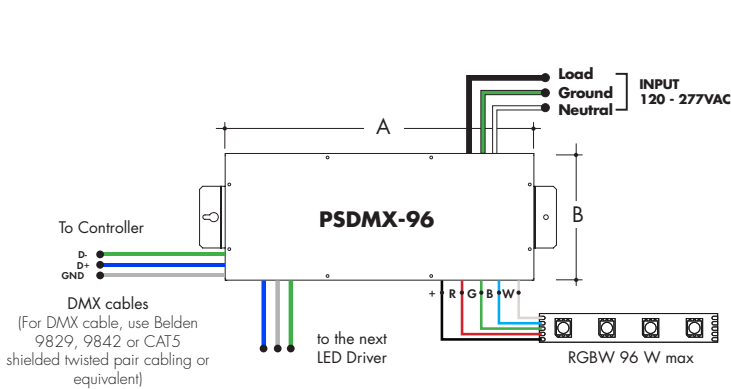 Load
Ground
Neutral
INPUT
120 - 277VAC
A
PSDMX-96
B
To Controller
D-
D+
GND
DMX cables
(For DMX cable, use Belden
9829, 9842 or CAT5
shielded twisted pair cabling or
equivalent)
to the next
LED Driver
+ R G B W
RGBW 96 W max